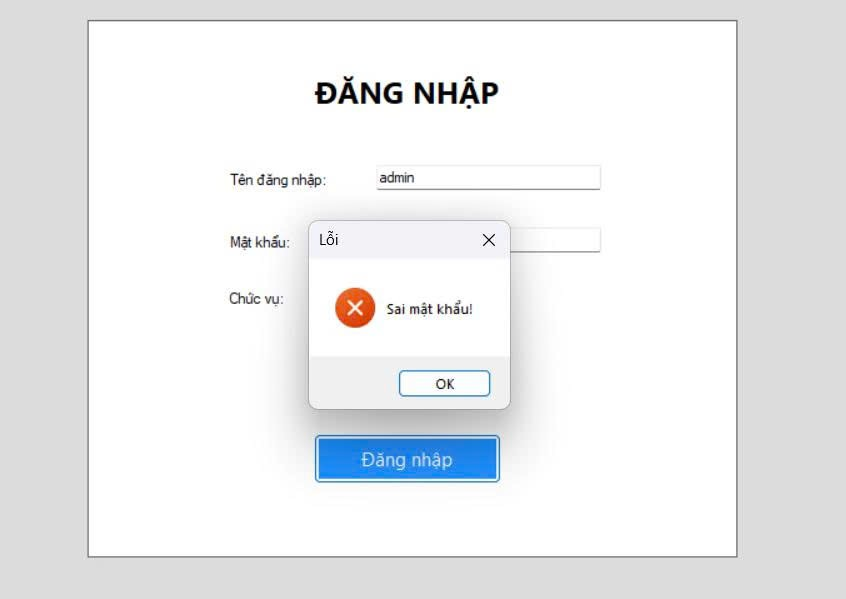 ĐĂNG NHẬP
Tên đăng nhập: admin
Mật khẩu:
Lỗi
Sai mật khẩu!
Chức vụ:
OK
Đăng nhập